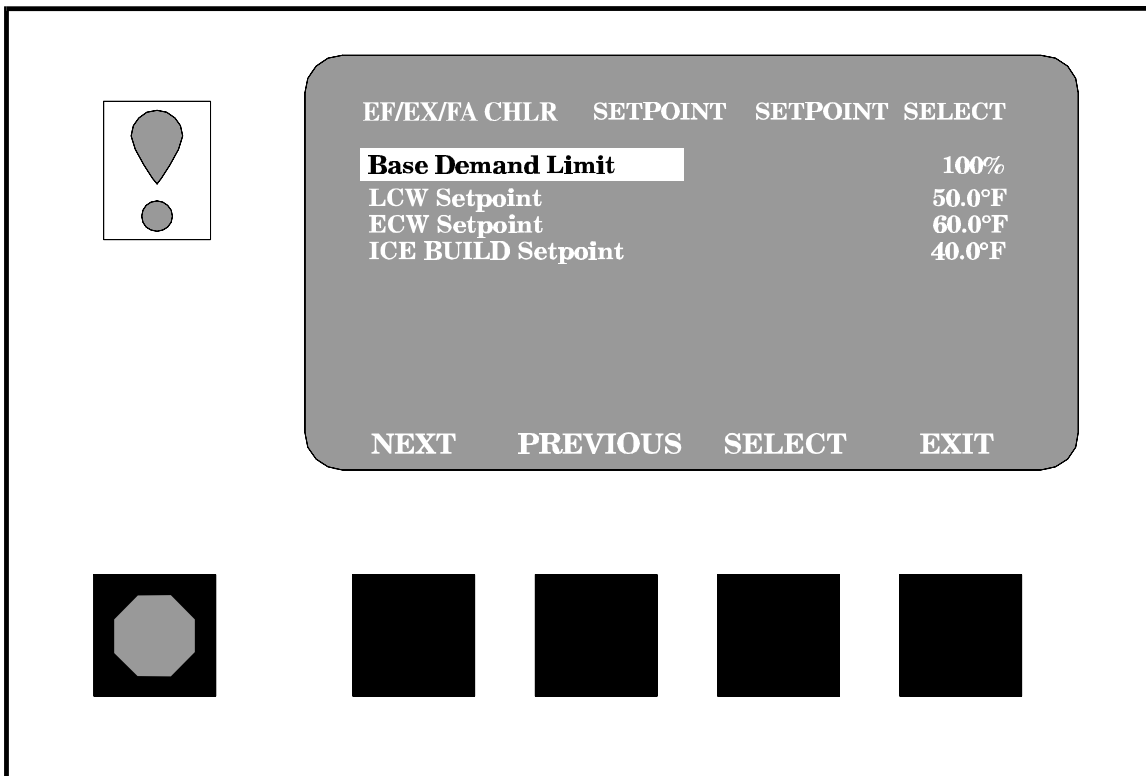 EF/EX/FA CHLR SETPOINT SETPOINT SELECT
Base Demand Limit 100%
LCW Setpoint 50.0°F
ECW Setpoint 60.0°F
ICE BUILD Setpoint 40.0°F
NEXT PREVIOUS SELECT EXIT